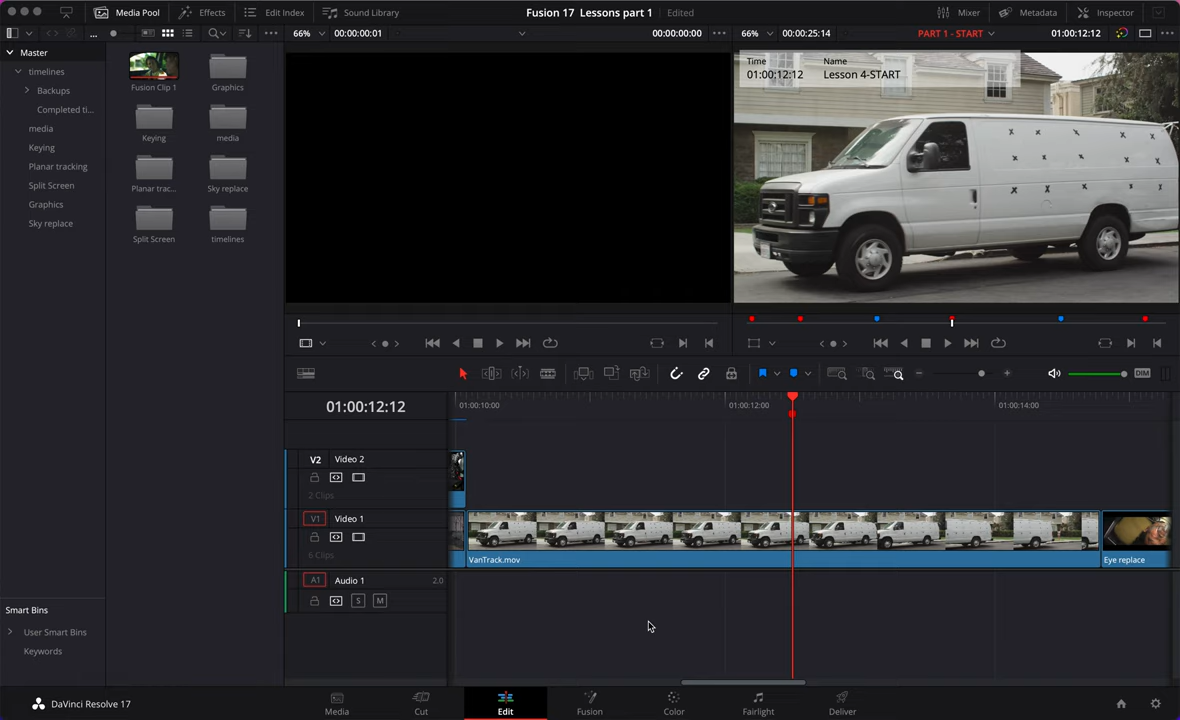 Media Pool
Effects
Edit Index
Sound Library
Fusion 17 Lessons part 1
Edited
Mixer
Metadata
Inspector
...
66%
00:00:00:01
00:00:00:00
66%
00:00:25:14
PART 1 - START
01:00:12:12
Master
timelines
Backups
Completed ti...
media
Keying
Planar tracking
Split Screen
Graphics
Sky replace
Fusion Clip 1
Graphics
Keying
media
Planar trac...
Sky replace
Split Screen
timelines
Time
Name
01:00:12:12
Lesson 4-START
DIM
01:00:12:12
01:00:10:00
01:00:12:00
01:00:14:00
V2
Video 2
2 Clips
V1
Video 1
6 Clips
VanTrack.mov
Eye replace
A1
Audio 1
2.0
S
M
Smart Bins
User Smart Bins
Keywords
DaVinci Resolve 17
Media
Cut
Edit
Fusion
Color
Fairlight
Deliver